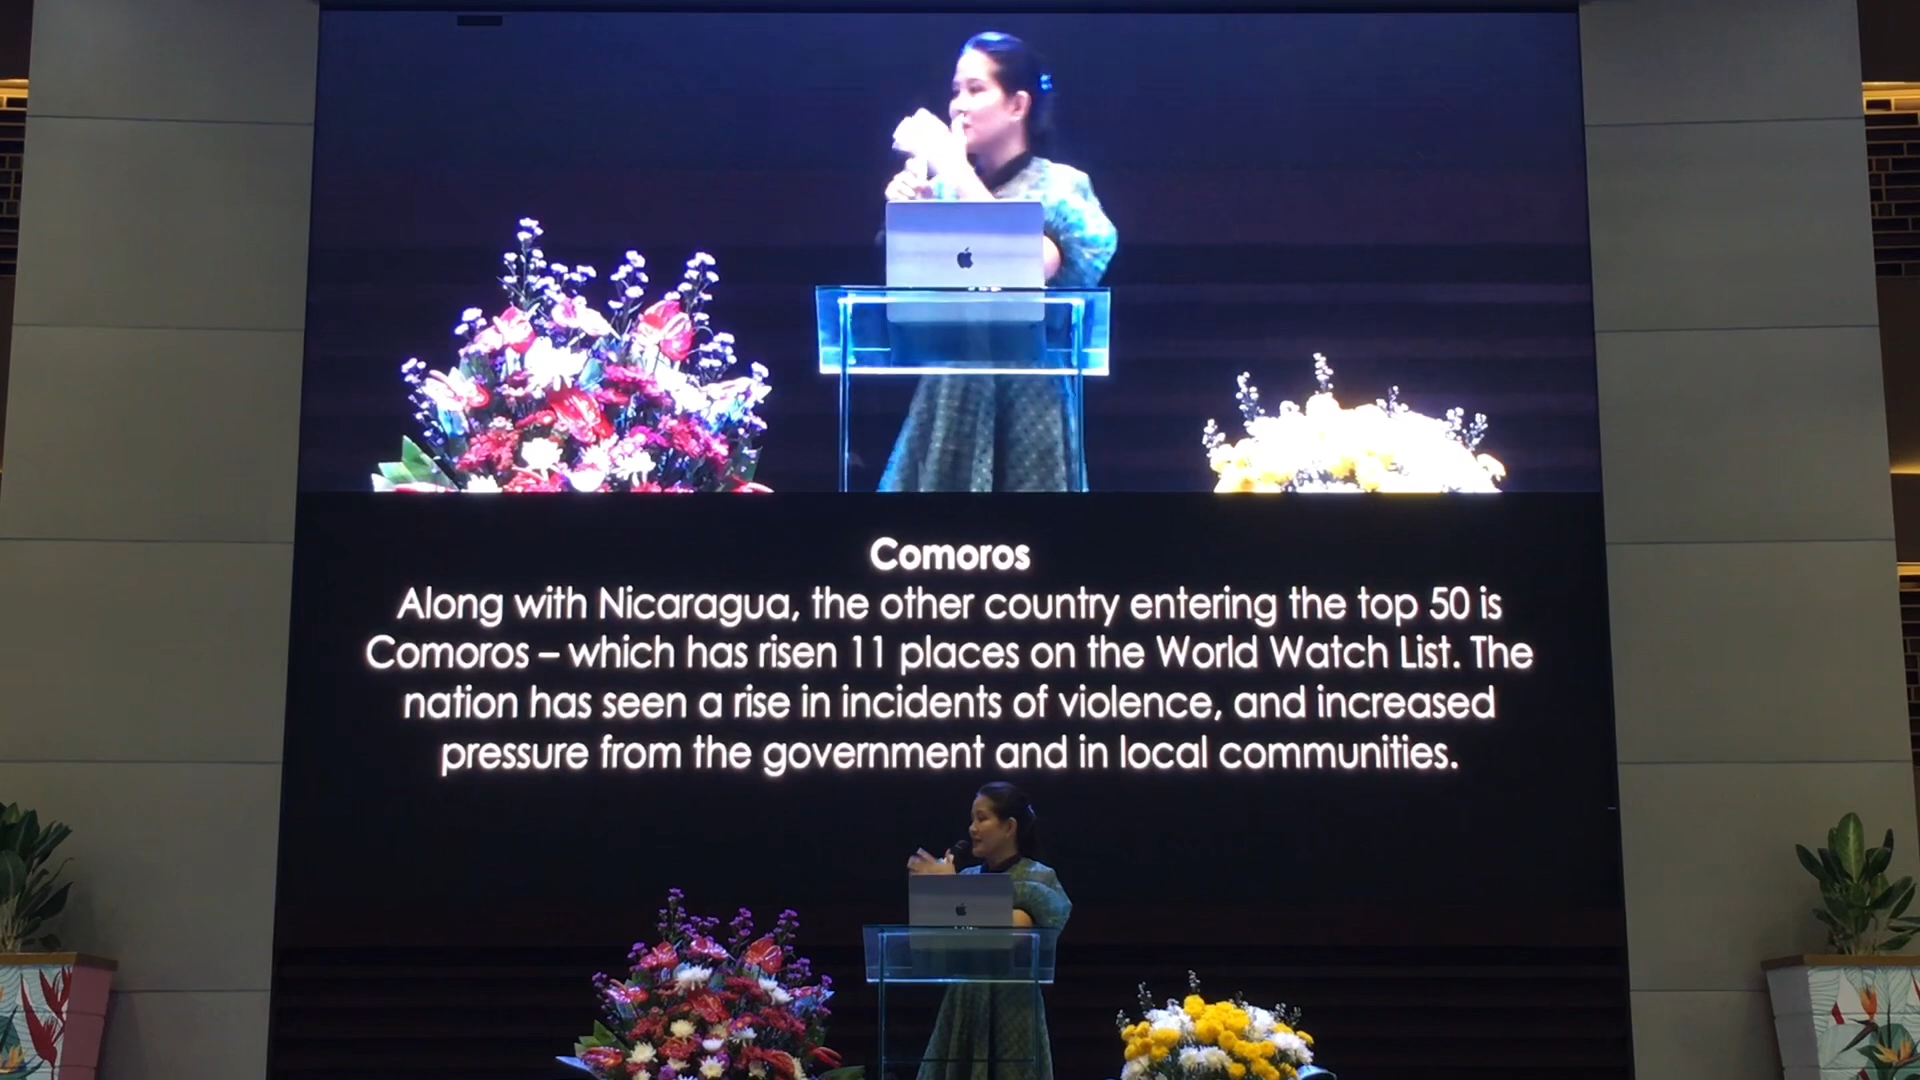 Comoros
Along with Nicaragua, the other country entering the top 50 is
Comoros – which has risen 11 places on the World Watch List. The
nation has seen a rise in incidents of violence, and increased
pressure from the government and in local communities.